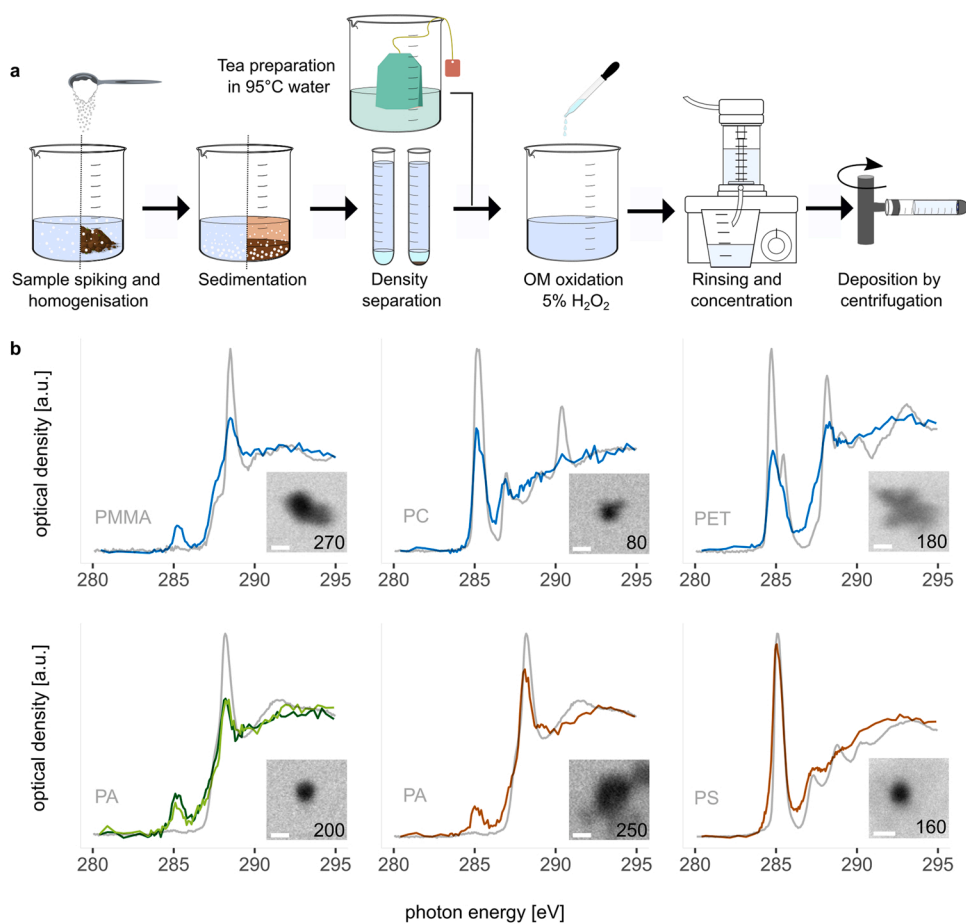 a
Tea preparation
in 95°C water
Sample spiking and
homogenisation
Sedimentation
Density
separation
OM oxidation
5% H₂O₂
Rinsing and
concentration
Deposition by
centrifugation
b
optical density [a.u.]
PMMA
270
280 285 290 295
PC
80
280 285 290 295
PET
180
280 285 290 295
optical density [a.u.]
PA
200
280 285 290 295
PA
250
280 285 290 295
PS
160
280 285 290 295
photon energy [eV]